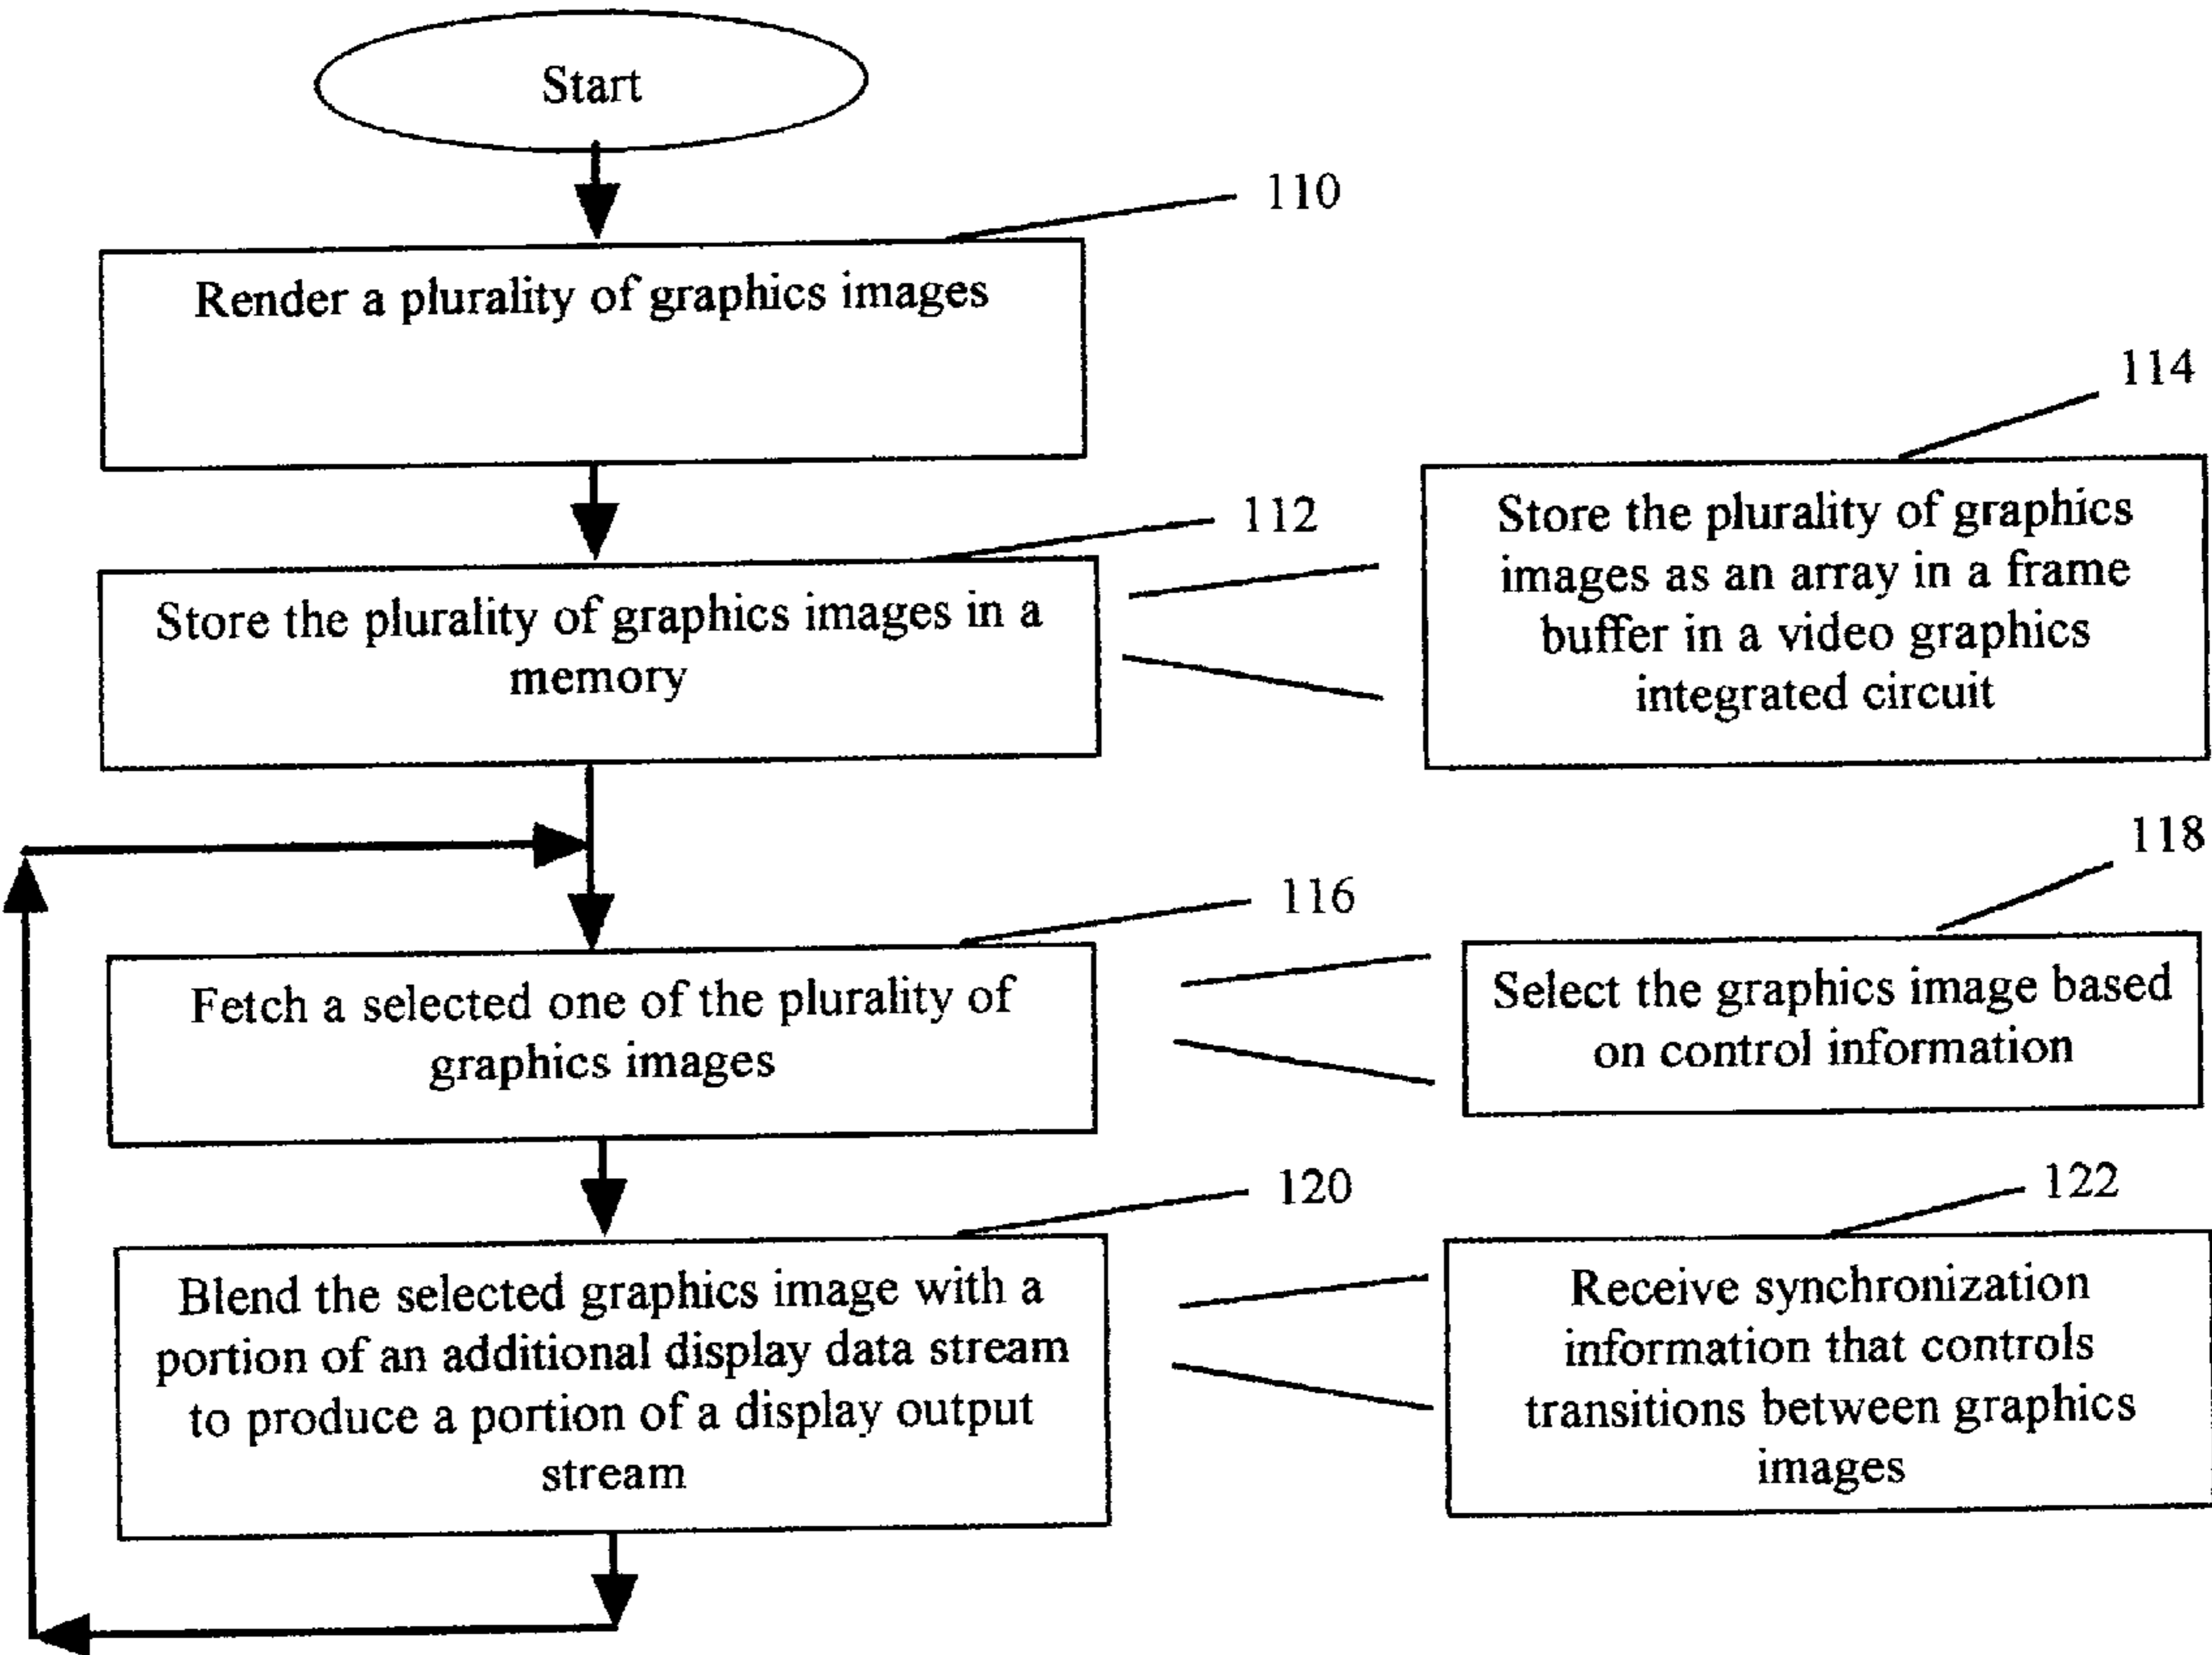 Start
110
Render a plurality of graphics images
114
112
Store the plurality of graphics images in a
memory
Store the plurality of graphics
images as an array in a frame
buffer in a video graphics
integrated circuit
118
116
Fetch a selected one of the plurality of
graphics images
Select the graphics image based
on control information
120
122
Blend the selected graphics image with a
portion of an additional display data stream
to produce a portion of a display output
stream
Receive synchronization
information that controls
transitions between graphics
images